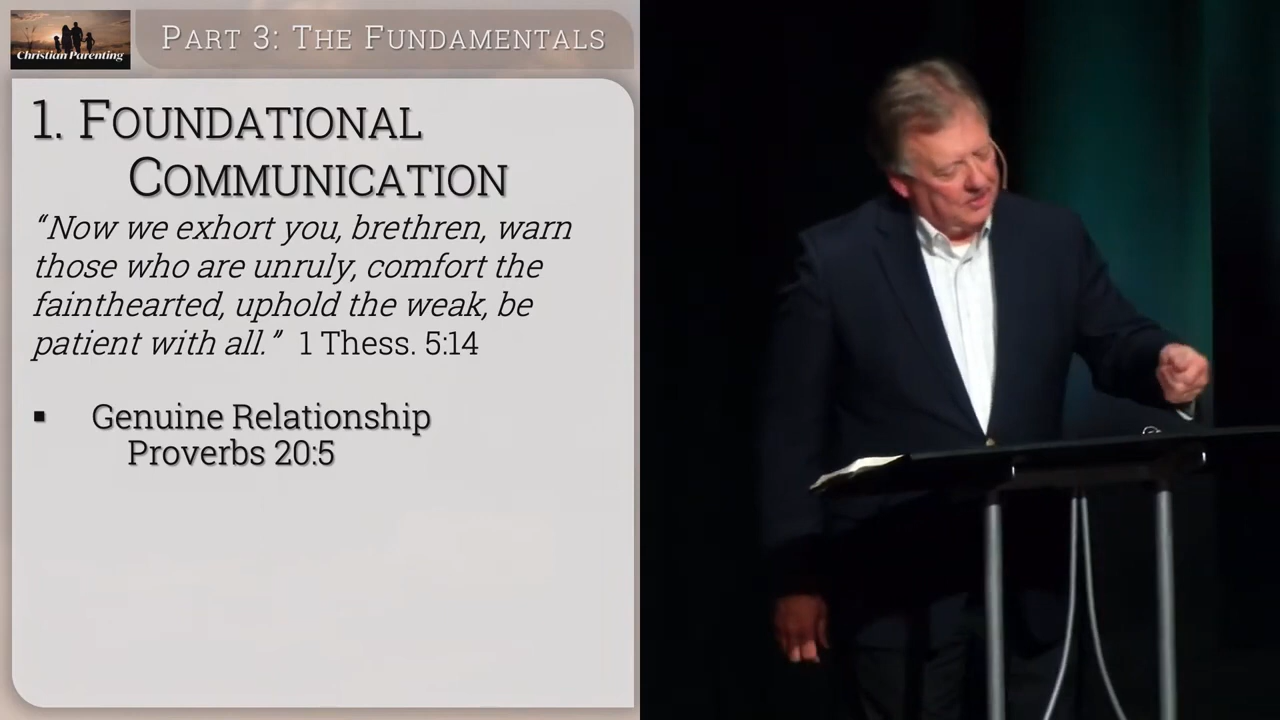 Christian Parenting
Part 3: The Fundamentals
1. Foundational
Communication
“Now we exhort you, brethren, warn
those who are unruly, comfort the
fainthearted, uphold the weak, be
patient with all.” 1 Thess. 5:14
▪ Genuine Relationship
Proverbs 20:5